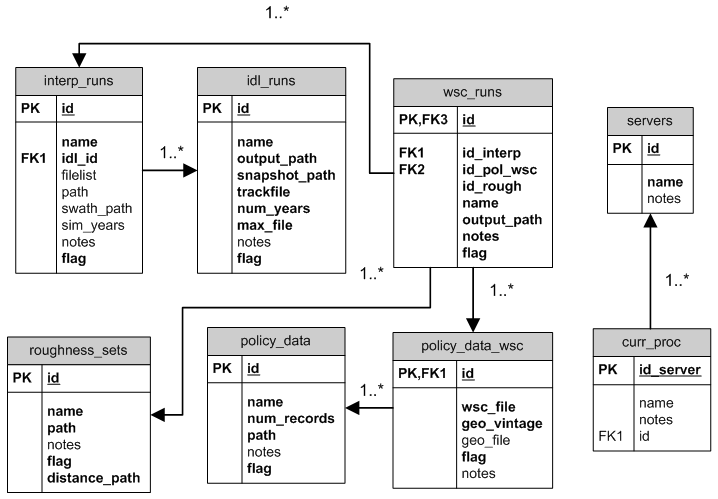 1..*
interp_runs
PK id
name
FK1 idl_id
filelist
path
swath_path
sim_years
notes
flag
1..*
idl_runs
PK id
name
output_path
snapshot_path
trackfile
num_years
max_file
notes
flag
wsc_runs
PK,FK3 id
FK1 id_interp
FK2 id_pol_wsc
id_rough
name
output_path
notes
flag
servers
PK id
name
notes
1..*
1..*
1..*
roughness_sets
PK id
name
path
notes
flag
distance_path
policy_data
PK id
name
num_records
path
notes
flag
1..*
policy_data_wsc
PK,FK1 id
wsc_file
geo_vintage
geo_file
flag
notes
curr_proc
PK id_server
name
notes
FK1 id